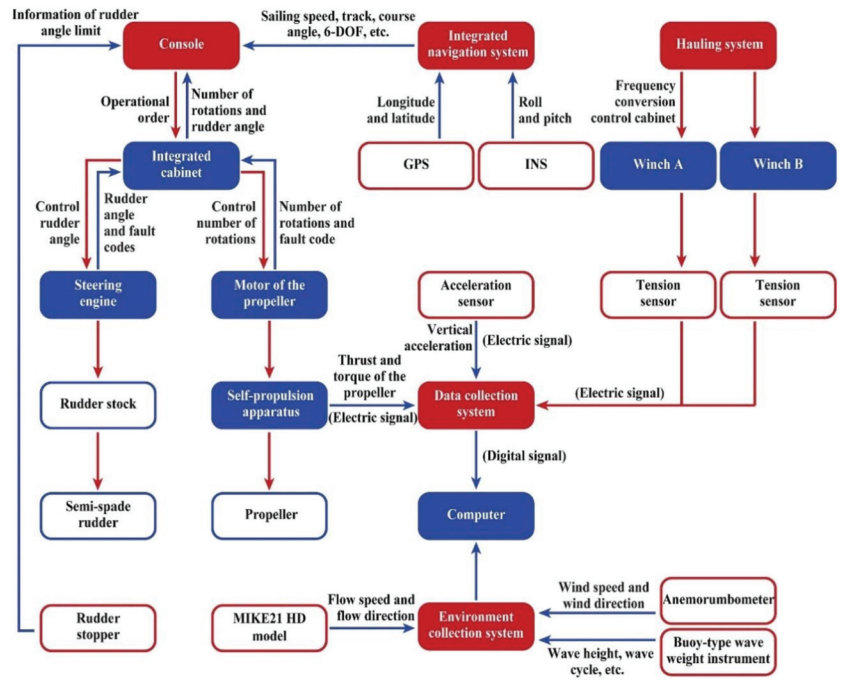 Information of rudder
angle limit
Console
Sailing speed, track, course
angle, 6-DOF, etc.
Integrated
navigation system
Hauling system
Operational
order
Number of
rotations and
rudder angle
Longitude
and latitude
Roll
and pitch
Frequency
conversion
control cabinet
Integrated
cabinet
GPS
INS
Winch A
Winch B
Control
rudder
angle
Rudder
angle
and fault
codes
Control
number of
rotations
Number of
rotations and
fault code
Steering
engine
Motor of the
propeller
Acceleration
sensor
Tension
sensor
Tension
sensor
Vertical
acceleration
(Electric signal)
Thrust and
torque of the
propeller
(Electric signal)
Rudder stock
Self-propulsion
apparatus
Data collection
system
(Electric signal)
(Digital signal)
Semi-spade
rudder
Propeller
Computer
Rudder
stopper
MIKE21 HD
model
Flow speed and
flow direction
Environment
collection system
Wind speed and
wind direction
Anemorumbometer
Wave height, wave
cycle, etc.
Buoy-type wave
weight instrument